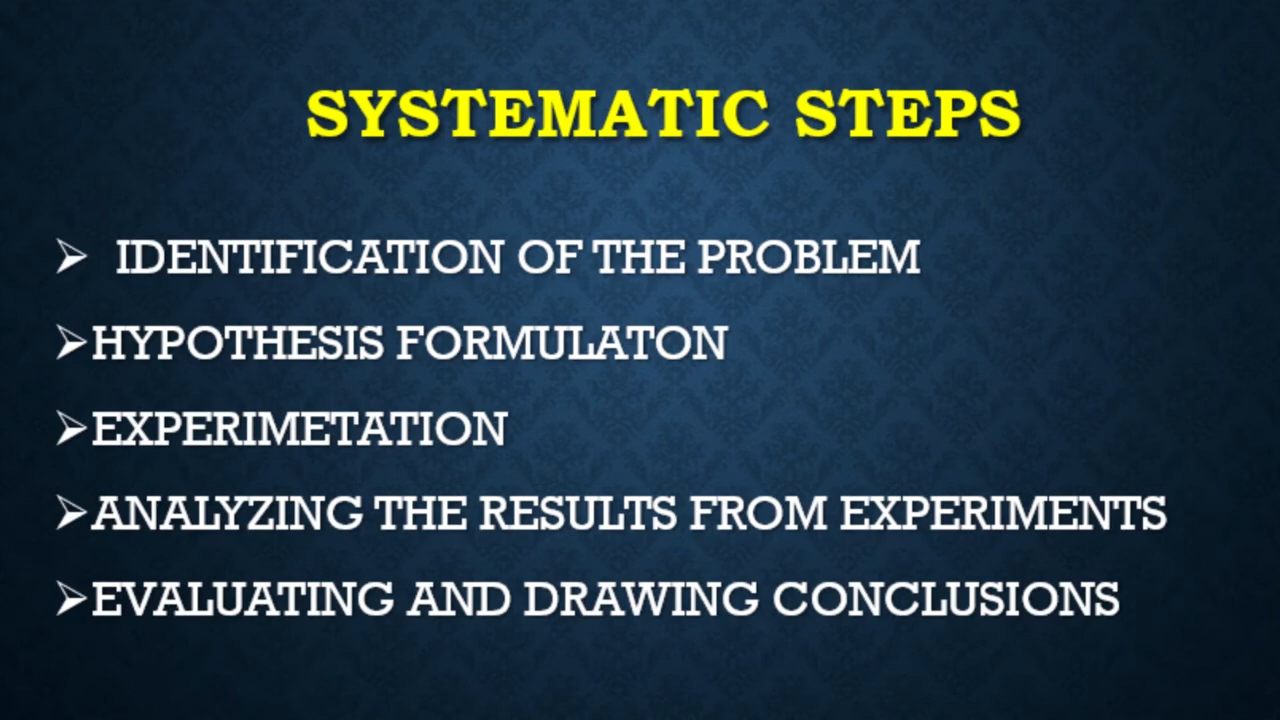 SYSTEMATIC STEPS
➢ IDENTIFICATION OF THE PROBLEM
➢HYPOTHESIS FORMULATON
➢EXPERIMETATION
➢ANALYZING THE RESULTS FROM EXPERIMENTS
➢EVALUATING AND DRAWING CONCLUSIONS